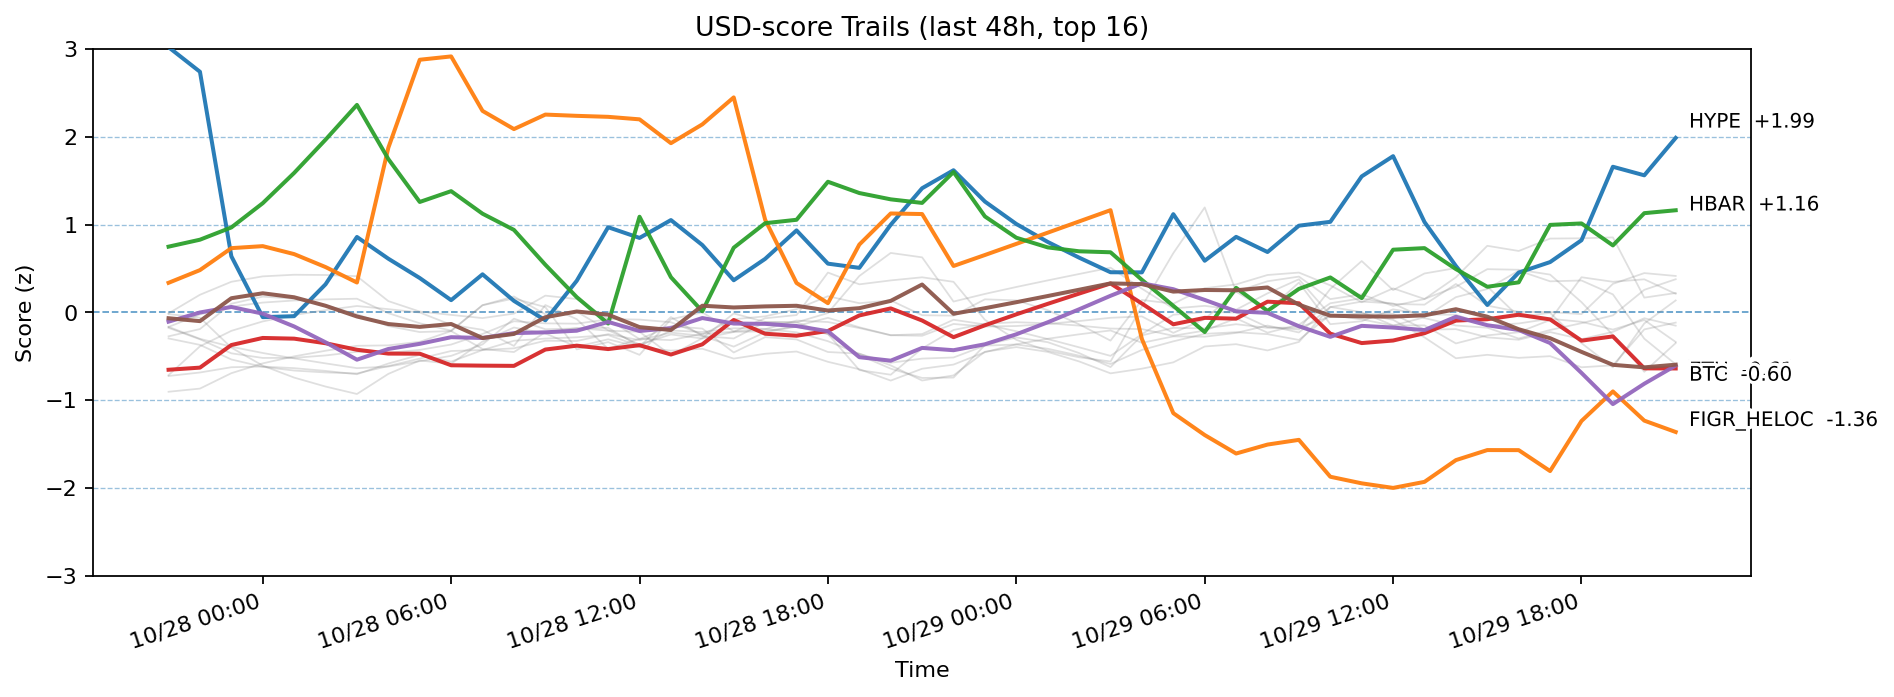 USD-score Trails (last 48h, top 16)
Score (z)
3
2
1
0
−1
−2
−3
HYPE +1.99
HBAR +1.16
BTC -0.60
FIGR_HELOC -1.36
10/28 00:00
10/28 06:00
10/28 12:00
10/28 18:00
10/29 00:00
10/29 06:00
10/29 12:00
10/29 18:00
Time